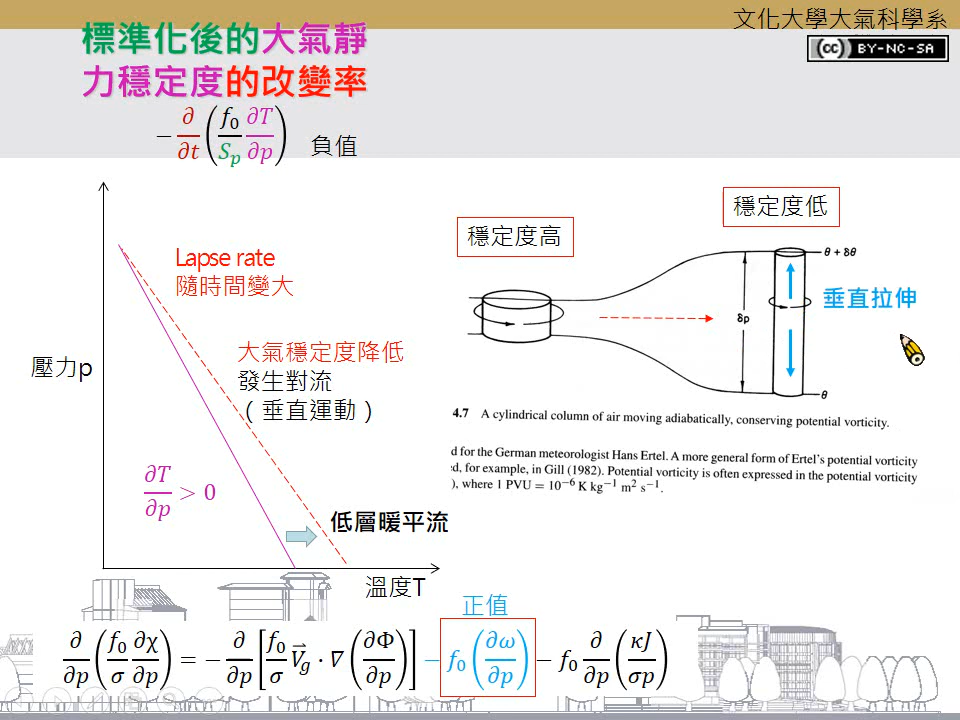 文化大學大氣科學系
(cc) BY-NC-SA
標準化後的大氣靜
力穩定度的改變率
−∂/∂t (f₀/Sₚ ∂T/∂p) 負值
穩定度低
穩定度高
Lapse rate
隨時間變大
θ + δθ
垂直拉伸
δp
大氣穩定度降低
發生對流
（垂直運動）
壓力p
θ
4.7 A cylindrical column of air moving adiabatically, conserving potential vorticity.
d for the German meteorologist Hans Ertel. A more general form of Ertel's potential vorticity
ed, for example, in Gill (1982). Potential vorticity is often expressed in the potential vorticity
), where 1 PVU = 10⁻⁶ K kg⁻¹ m² s⁻¹.
∂T/∂p > 0
低層暖平流
溫度T
正值
∂/∂p (f₀/σ ∂χ/∂p) = −∂/∂p [f₀/σ V⃗g · ∇(∂Φ/∂p)] − f₀(∂ω/∂p) − f₀ ∂/∂p (κJ/σp)